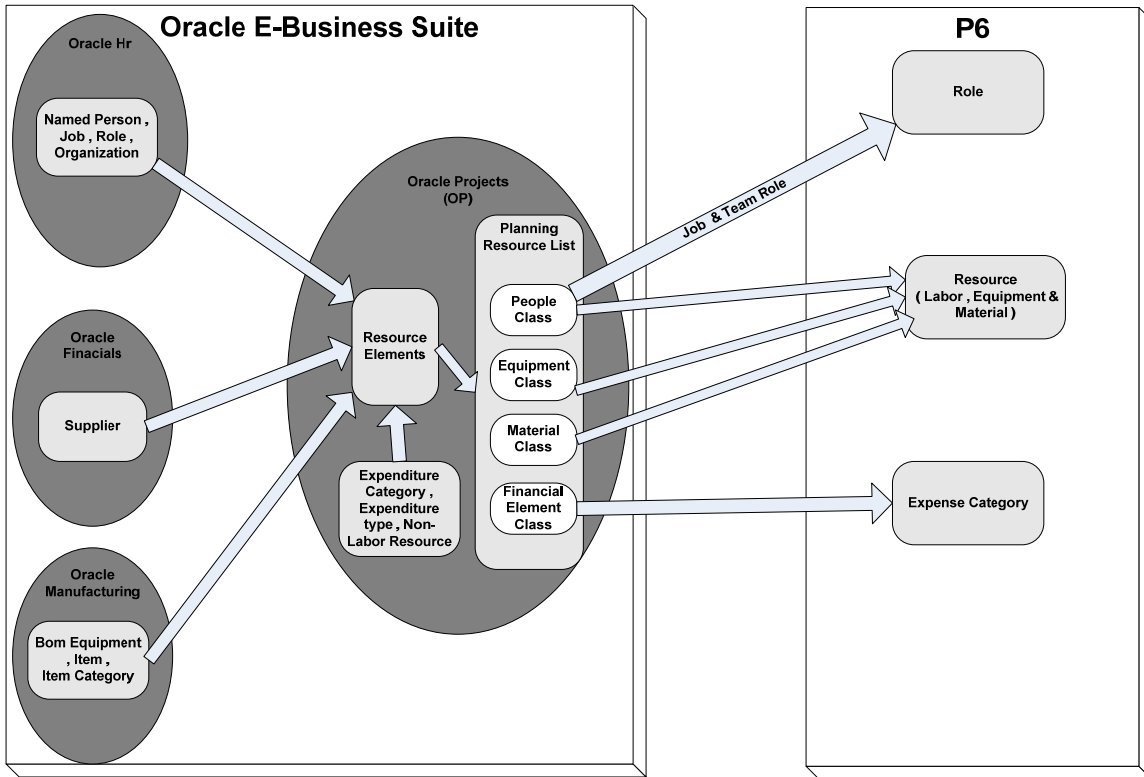 Oracle E-Business Suite
Oracle Hr
Named Person ,
Job , Role ,
Organization
Oracle
Finacials
Supplier
Oracle
Manufacturing
Bom Equipment
, Item ,
Item Category
Oracle Projects
(OP)
Resource
Elements
Expenditure
Category ,
Expenditure
type , Non-
Labor Resource
Planning
Resource List
People
Class
Equipment
Class
Material
Class
Financial
Element
Class
Job & Team Role
P6
Role
Resource
( Labor , Equipment &
Material )
Expense Category